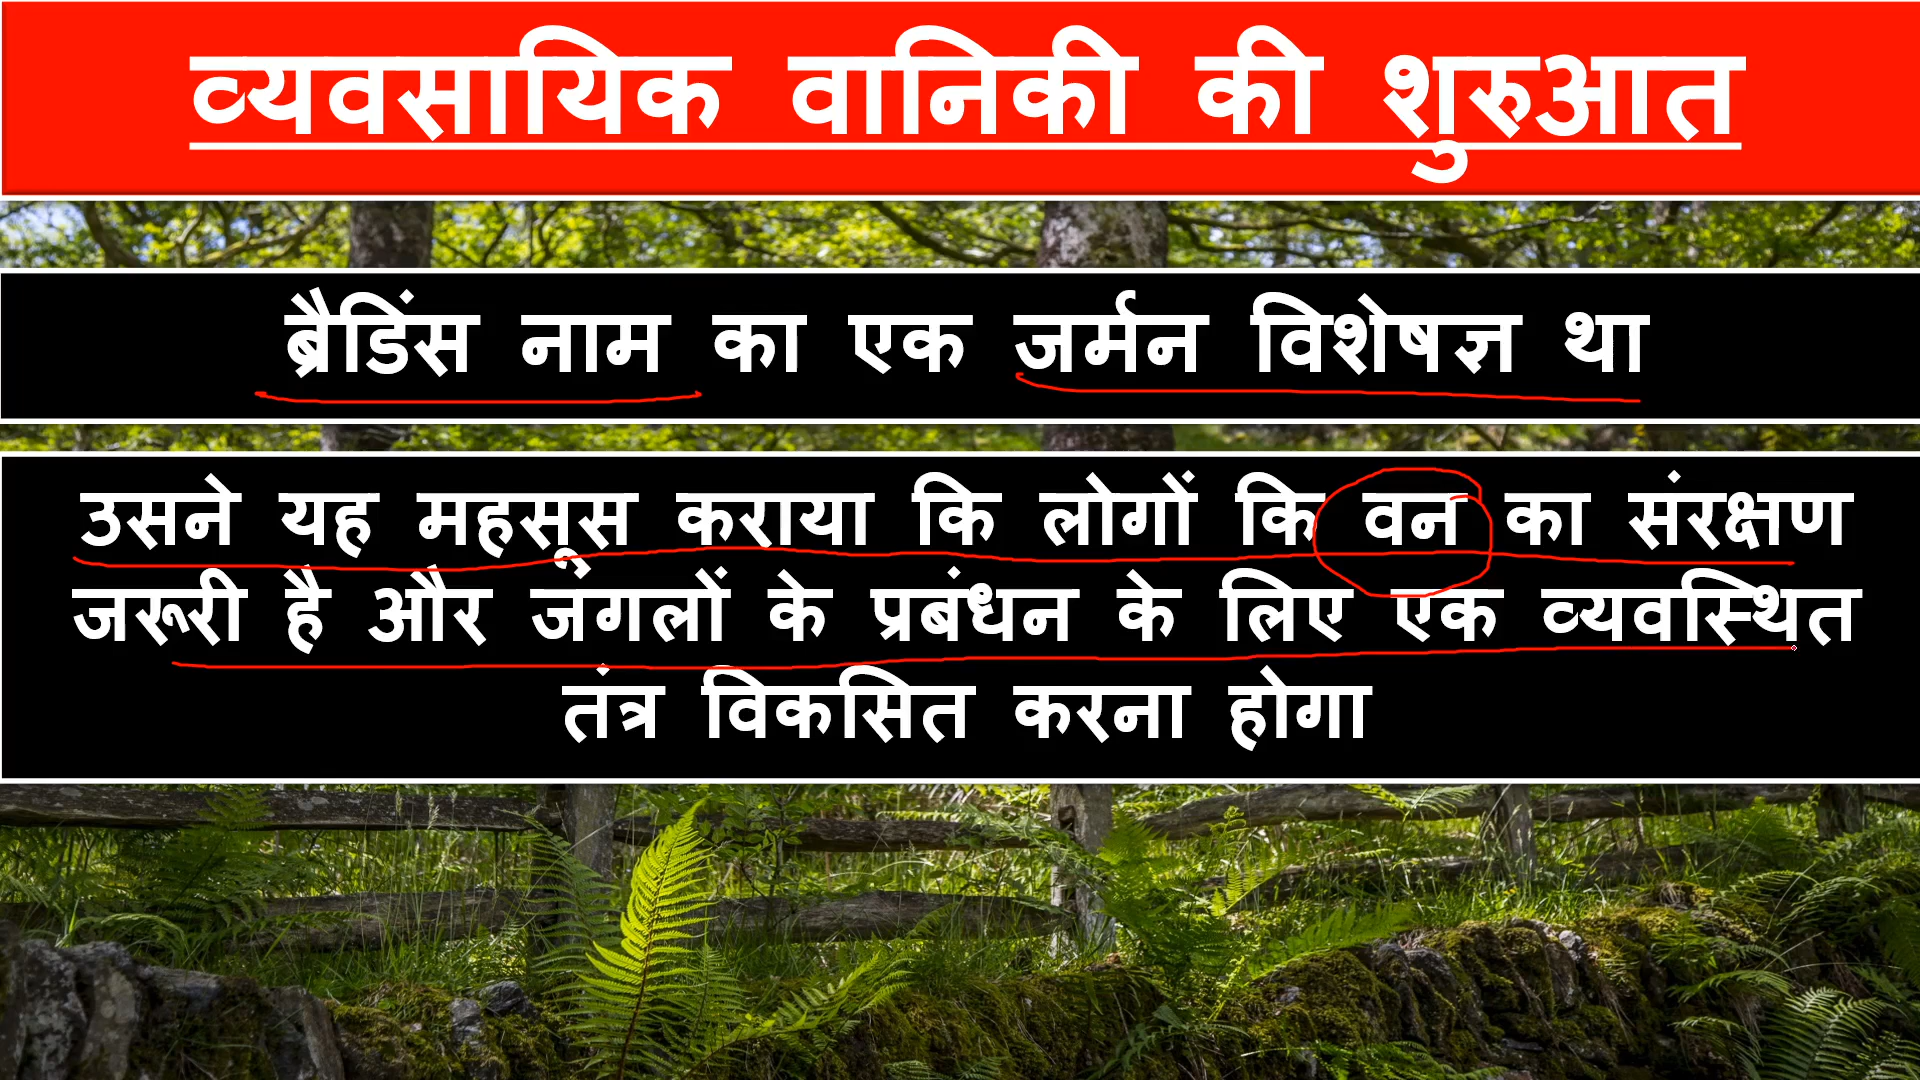 व्यवसायिक वानिकी की शुरुआत
ब्रैडिंस नाम का एक जर्मन विशेषज्ञ था
उसने यह महसूस कराया कि लोगों कि वन का संरक्षण
जरूरी है और जंगलों के प्रबंधन के लिए एक व्यवस्थित
तंत्र विकसित करना होगा